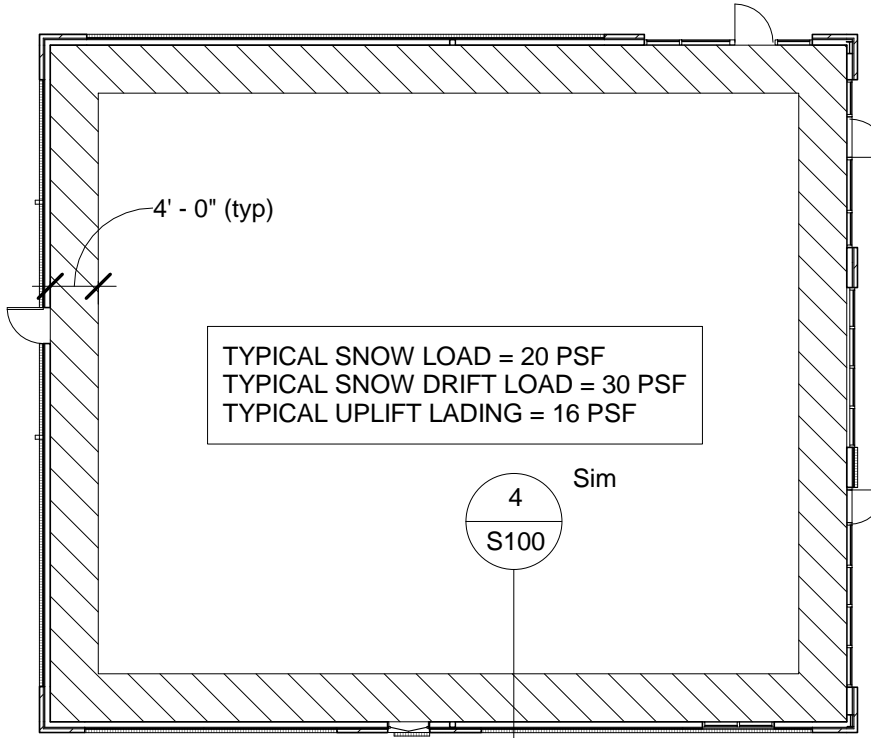 4' - 0" (typ)
TYPICAL SNOW LOAD = 20 PSF
TYPICAL SNOW DRIFT LOAD = 30 PSF
TYPICAL UPLIFT LADING = 16 PSF
Sim
4
S100